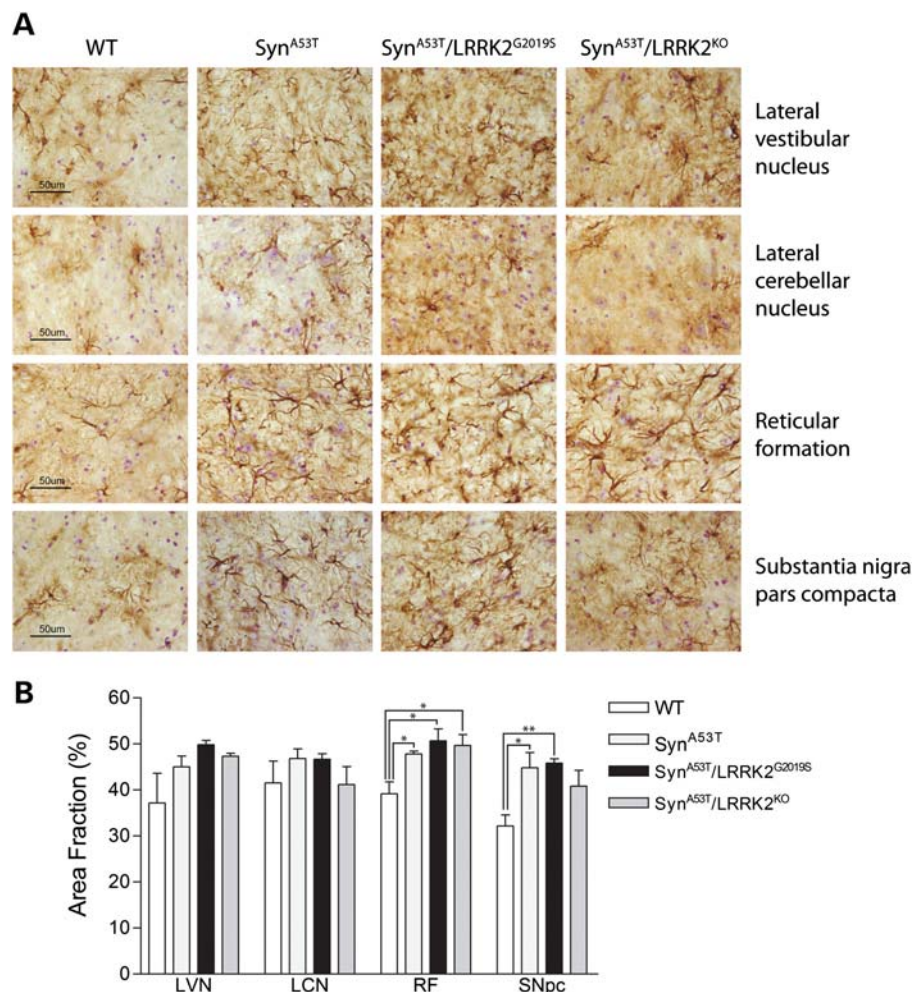 A
WT SynA53T SynA53T/LRRK2G2019S SynA53T/LRRK2KO
Lateral
vestibular
nucleus
50um
Lateral
cerebellar
nucleus
50um
Reticular
formation
50um
Substantia nigra
pars compacta
50um
B
Area Fraction (%)
60
50
40
30
20
10
0
* * * * **
LVN LCN RF SNpc
WT
SynA53T
SynA53T/LRRK2G2019S
SynA53T/LRRK2KO